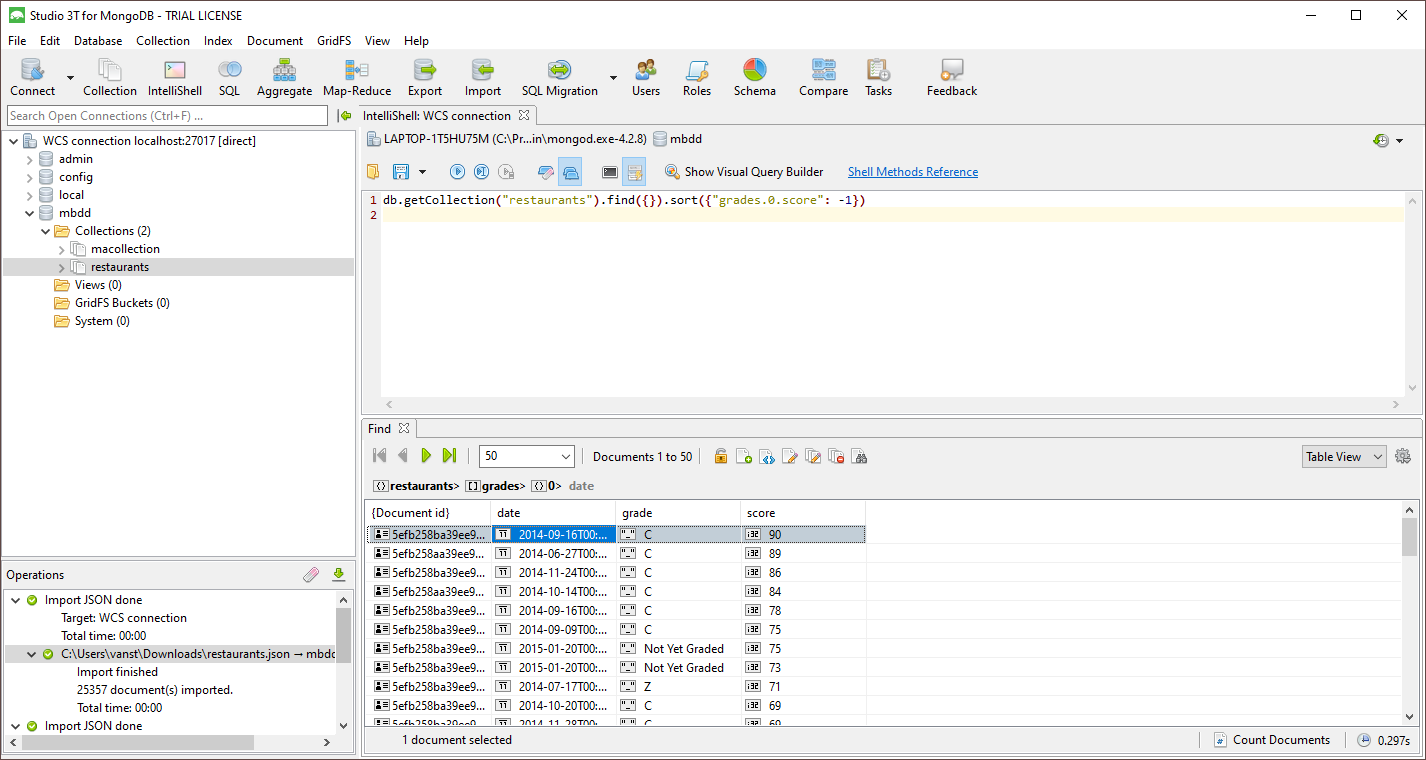 Studio 3T for MongoDB - TRIAL LICENSE
File Edit Database Collection Index Document GridFS View Help
Connect Collection IntelliShell SQL Aggregate Map-Reduce Export Import SQL Migration Users Roles Schema Compare Tasks Feedback
Search Open Connections (Ctrl+F) ...
WCS connection localhost:27017 [direct]
admin
config
local
mbdd
Collections (2)
macollection
restaurants
Views (0)
GridFS Buckets (0)
System (0)
Operations
Import JSON done
Target: WCS connection
Total time: 00:00
C:\Users\vanst\Downloads\restaurants.json → mbdd
Import finished
25357 document(s) imported.
Total time: 00:00
Import JSON done
IntelliShell: WCS connection
LAPTOP-1T5HU75M (C:\Pr...in\mongod.exe-4.2.8) mbdd
Show Visual Query Builder Shell Methods Reference
1 db.getCollection("restaurants").find({}).sort({"grades.0.score": -1})
2
Find
50 Documents 1 to 50 Table View
restaurants> grades> 0> date
{Document id} date grade score
5efb258ba39ee9... 2014-09-16T00:... C 90
5efb258aa39ee9... 2014-06-27T00:... C 89
5efb258ba39ee9... 2014-11-24T00:... C 86
5efb258aa39ee9... 2014-10-14T00:... C 84
5efb258ba39ee9... 2014-09-16T00:... C 78
5efb258ba39ee9... 2014-09-09T00:... C 75
5efb258ba39ee9... 2015-01-20T00:... Not Yet Graded 75
5efb258ba39ee9... 2015-01-20T00:... Not Yet Graded 73
5efb258ba39ee9... 2014-07-17T00:... Z 71
5efb258ba39ee9... 2014-10-20T00:... C 69
5efb258ba39ee9... 2014-11-28T00:... C 69
1 document selected Count Documents 0.297s